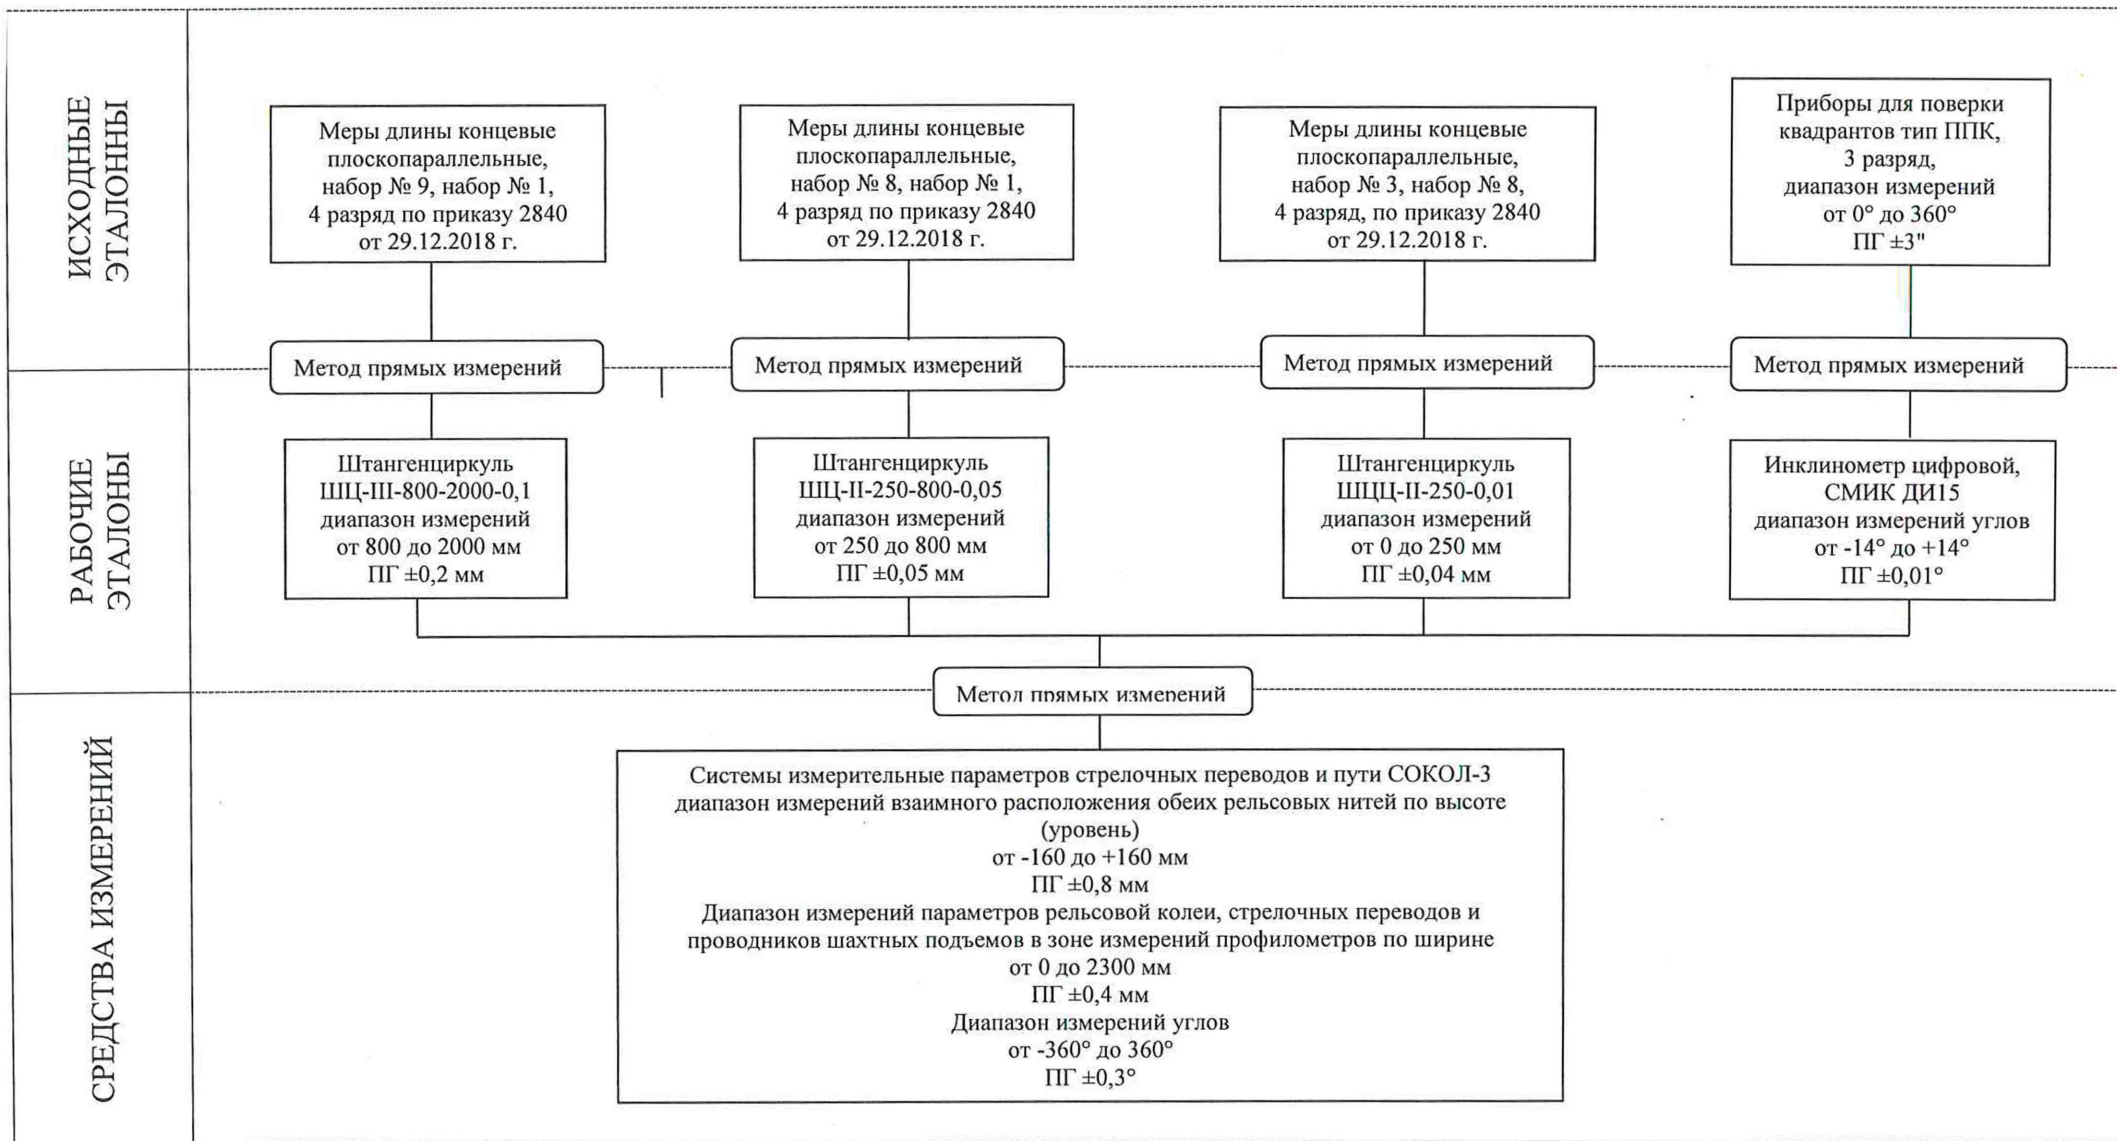 ИСХОДНЫЕ
ЭТАЛОННЫ
Меры длины концевые
плоскопараллельные,
набор № 9, набор № 1,
4 разряд по приказу 2840
от 29.12.2018 г.
Меры длины концевые
плоскопараллельные,
набор № 8, набор № 1,
4 разряд по приказу 2840
от 29.12.2018 г.
Меры длины концевые
плоскопараллельные,
набор № 3, набор № 8,
4 разряд, по приказу 2840
от 29.12.2018 г.
Приборы для поверки
квадрантов тип ППК,
3 разряд,
диапазон измерений
от 0° до 360°
ПГ ±3"
Метод прямых измерений
Метод прямых измерений
Метод прямых измерений
Метод прямых измерений
РАБОЧИЕ
ЭТАЛОНЫ
Штангенциркуль
ШЦ-III-800-2000-0,1
диапазон измерений
от 800 до 2000 мм
ПГ ±0,2 мм
Штангенциркуль
ШЦ-II-250-800-0,05
диапазон измерений
от 250 до 800 мм
ПГ ±0,05 мм
Штангенциркуль
ШЦЦ-II-250-0,01
диапазон измерений
от 0 до 250 мм
ПГ ±0,04 мм
Инклинометр цифровой,
СМИК ДИ15
диапазон измерений углов
от -14° до +14°
ПГ ±0,01°
Метод прямых измерений
СРЕДСТВА ИЗМЕРЕНИЙ
Системы измерительные параметров стрелочных переводов и пути СОКОЛ-3
диапазон измерений взаимного расположения обеих рельсовых нитей по высоте
(уровень)
от -160 до +160 мм
ПГ ±0,8 мм
Диапазон измерений параметров рельсовой колеи, стрелочных переводов и
проводников шахтных подъемов в зоне измерений профилометров по ширине
от 0 до 2300 мм
ПГ ±0,4 мм
Диапазон измерений углов
от -360° до 360°
ПГ ±0,3°